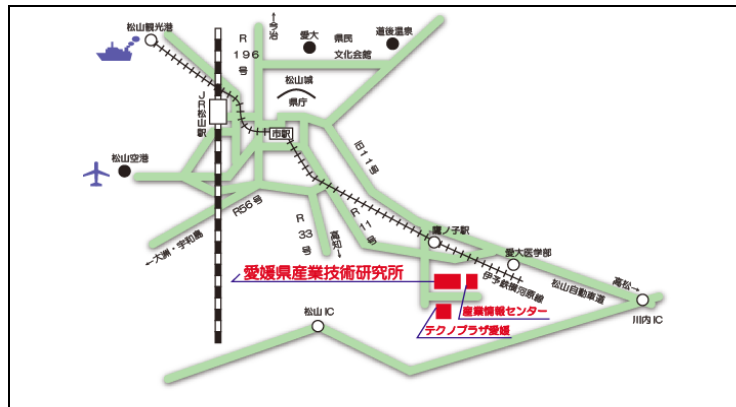 松山観光港
R
196
号
←今治
愛大
県民
文化会館
道後温泉
松山城
県庁
JR松山駅
市駅
松山空港
旧11号
R56号
←大洲・宇和島
R
33
号
高知→
R
11
号
鷹ノ子駅
愛大医学部
愛媛県産業技術研究所
伊予鉄横河原線
松山自動車道
高松→
産業情報センター
テクノプラザ愛媛
松山IC
川内IC